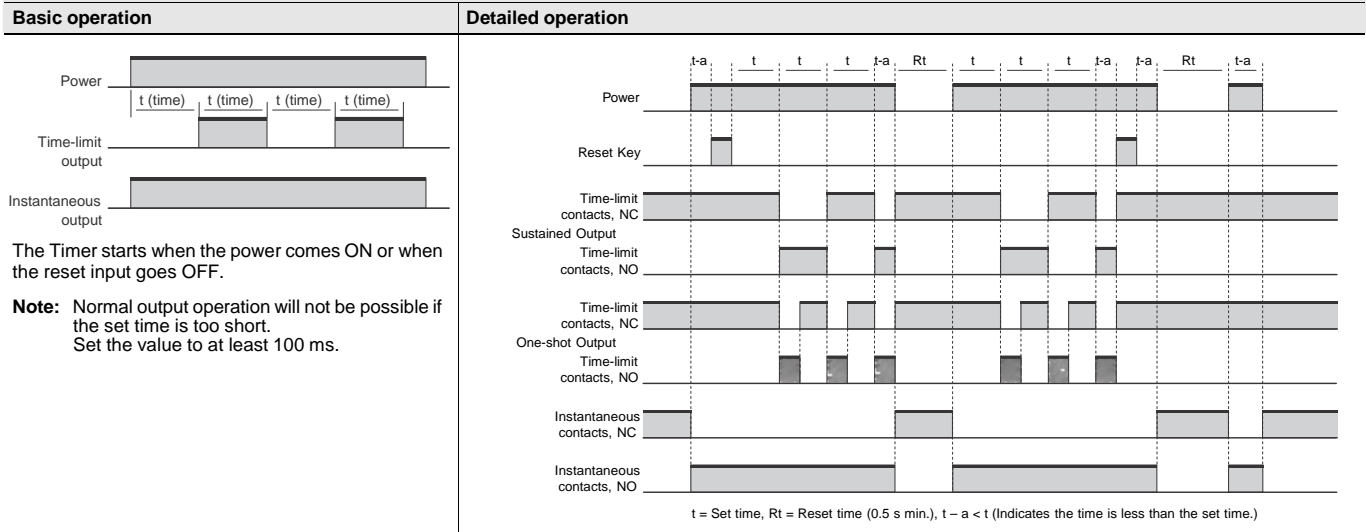 Basic operation
Detailed operation
Power
t (time) t (time) t (time) t (time)
Time-limit
output
Instantaneous
output
The Timer starts when the power comes ON or when
the reset input goes OFF.
Note: Normal output operation will not be possible if
the set time is too short.
Set the value to at least 100 ms.
t-a t t t t-a Rt t t t t-a t-a Rt t-a
Power
Reset Key
Time-limit
contacts, NC
Sustained Output
Time-limit
contacts, NO
Time-limit
contacts, NC
One-shot Output
Time-limit
contacts, NO
Instantaneous
contacts, NC
Instantaneous
contacts, NO
t = Set time, Rt = Reset time (0.5 s min.), t – a < t (Indicates the time is less than the set time.)